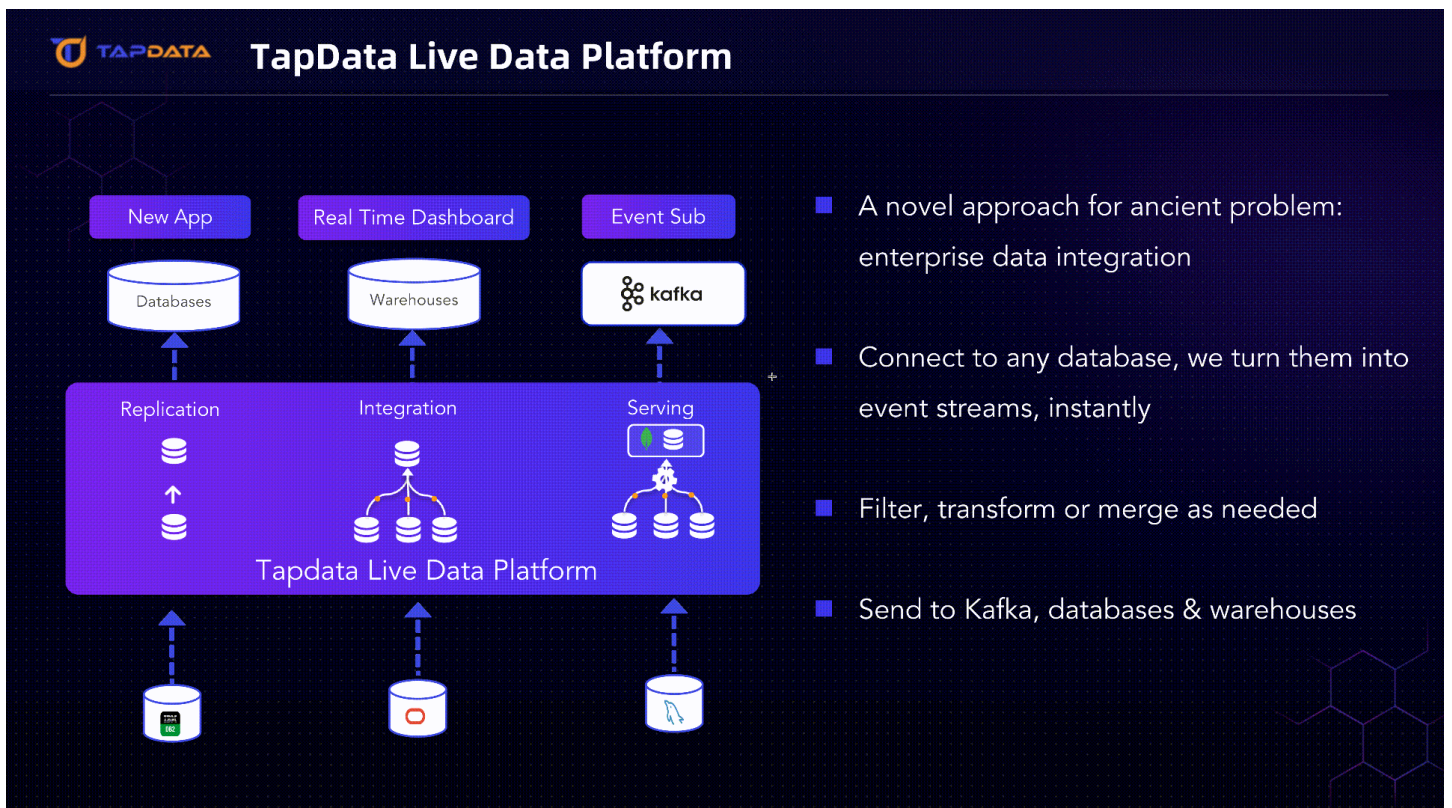 TAPDATA
TapData Live Data Platform
New App
Real Time Dashboard
Event Sub
Databases
Warehouses
kafka
Replication
Integration
Serving
Tapdata Live Data Platform
DB2
A novel approach for ancient problem:
enterprise data integration
Connect to any database, we turn them into
event streams, instantly
Filter, transform or merge as needed
Send to Kafka, databases & warehouses